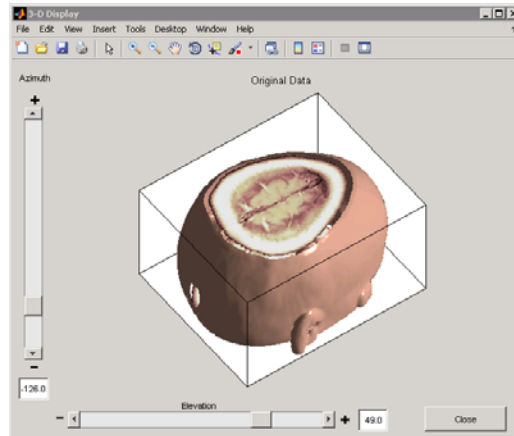 3-D Display
File Edit View Insert Tools Desktop Window Help
Azimuth
Original Data
+
-
-126.0
Elevation
- + 49.0 Close